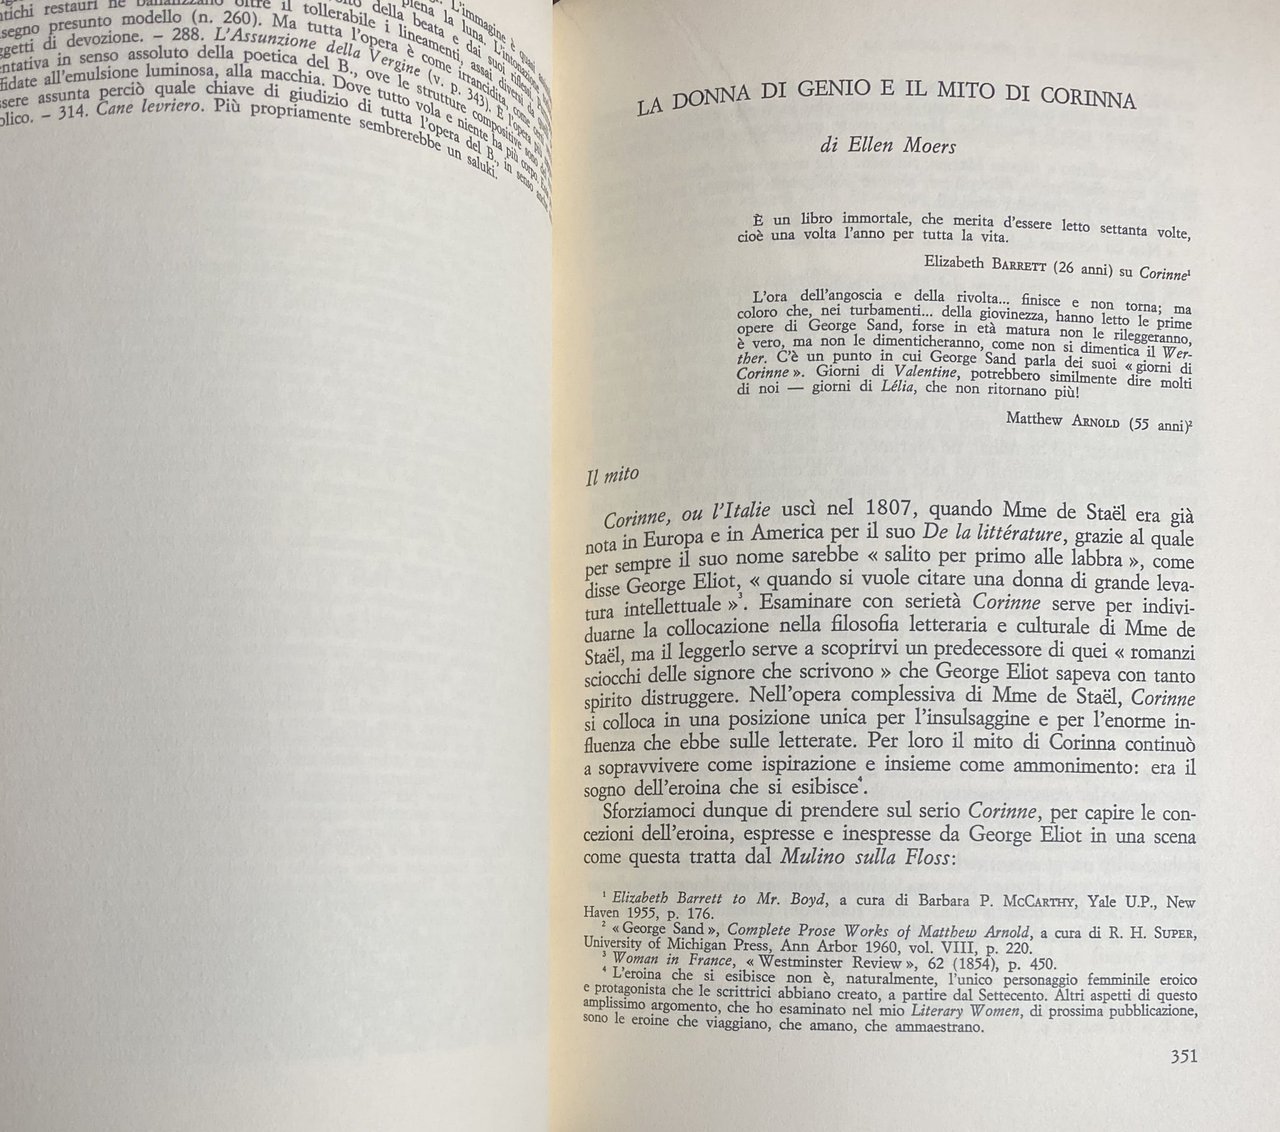 tichi restauri ne banalizzano oltre il tollerabile i lineamenti, assai diversi da
segno presunto modello (n. 260). Ma tutta l'opera è come irrancidita, come
ggetti di devozione. – 288. L'Assunzione della Vergine (v. p. 343). È l'opera più
ntativa in senso assoluto della poetica del B., ove le strutture compositive sono
fidate all'emulsione luminosa, alla macchia. Dove tutto vola e niente ha più corpo.
ssere assunta perciò quale chiave di giudizio di tutta l'opera del B., in senso
olico. – 314. Cane levriero. Più propriamente sembrerebbe un saluki.
LA DONNA DI GENIO E IL MITO DI CORINNA
di Ellen Moers
È un libro immortale, che merita d'essere letto settanta volte,
cioè una volta l'anno per tutta la vita.
Elizabeth BARRETT (26 anni) su Corinne¹
L'ora dell'angoscia e della rivolta... finisce e non torna; ma
coloro che, nei turbamenti... della giovinezza, hanno letto le prime
opere di George Sand, forse in età matura non le rileggeranno,
è vero, ma non le dimenticheranno, come non si dimentica il Wer-
ther. C'è un punto in cui George Sand parla dei suoi « giorni di
Corinne ». Giorni di Valentine, potrebbero similmente dire molti
di noi — giorni di Lélia, che non ritornano più!
Matthew ARNOLD (55 anni)²
Il mito
Corinne, ou l'Italie uscì nel 1807, quando Mme de Staël era già
nota in Europa e in America per il suo De la littérature, grazie al quale
per sempre il suo nome sarebbe « salito per primo alle labbra », come
disse George Eliot, « quando si vuole citare una donna di grande leva-
tura intellettuale »³. Esaminare con serietà Corinne serve per indivi-
duarne la collocazione nella filosofia letteraria e culturale di Mme de
Staël, ma il leggerlo serve a scoprirvi un predecessore di quei « romanzi
sciocchi delle signore che scrivono » che George Eliot sapeva con tanto
spirito distruggere. Nell'opera complessiva di Mme de Staël, Corinne
si colloca in una posizione unica per l'insulsaggine e per l'enorme in-
fluenza che ebbe sulle letterate. Per loro il mito di Corinna continuò
a sopravvivere come ispirazione e insieme come ammonimento: era il
sogno dell'eroina che si esibisce⁴.
Sforziamoci dunque di prendere sul serio Corinne, per capire le con-
cezioni dell'eroina, espresse e inespresse da George Eliot in una scena
come questa tratta dal Mulino sulla Floss:
¹ Elizabeth Barrett to Mr. Boyd, a cura di Barbara P. McCARTHY, Yale U.P., New
Haven 1955, p. 176.
² « George Sand », Complete Prose Works of Matthew Arnold, a cura di R. H. SUPER,
University of Michigan Press, Ann Arbor 1960, vol. VIII, p. 220.
³ Woman in France, « Westminster Review », 62 (1854), p. 450.
⁴ L'eroina che si esibisce non è, naturalmente, l'unico personaggio femminile eroico
e protagonista che le scrittrici abbiano creato, a partire dal Settecento. Altri aspetti di questo
amplissimo argomento, che ho esaminato nel mio Literary Women, di prossima pubblicazione,
sono le eroine che viaggiano, che amano, che ammaestrano.
351